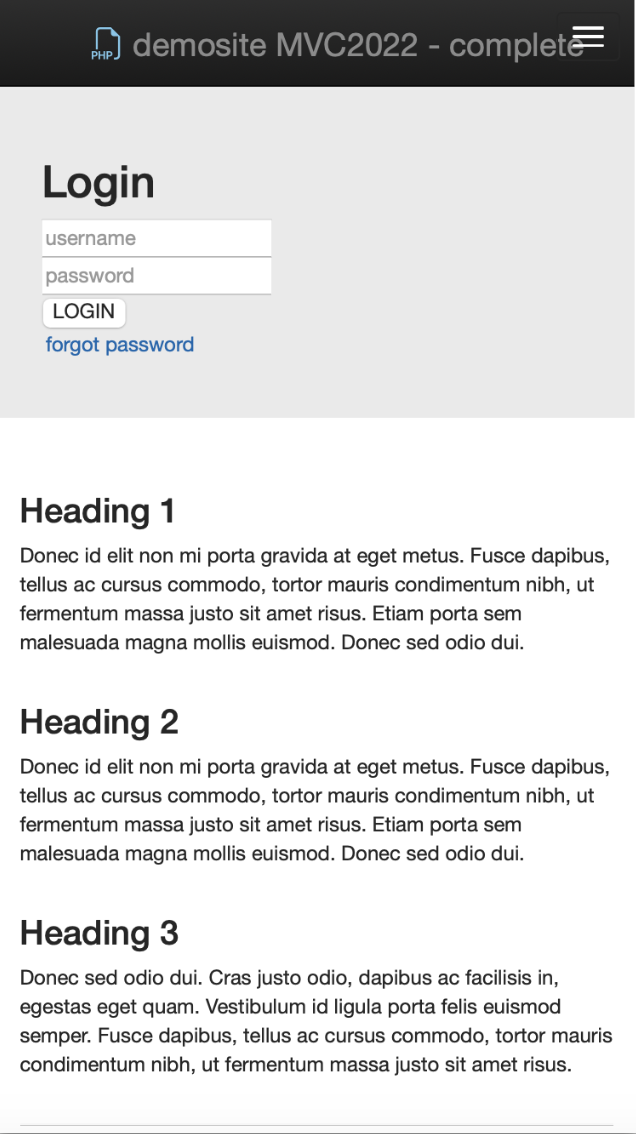 PHP demosite MVC2022 - complete
Login
username
password
LOGIN
forgot password
Heading 1
Donec id elit non mi porta gravida at eget metus. Fusce dapibus,
tellus ac cursus commodo, tortor mauris condimentum nibh, ut
fermentum massa justo sit amet risus. Etiam porta sem
malesuada magna mollis euismod. Donec sed odio dui.
Heading 2
Donec id elit non mi porta gravida at eget metus. Fusce dapibus,
tellus ac cursus commodo, tortor mauris condimentum nibh, ut
fermentum massa justo sit amet risus. Etiam porta sem
malesuada magna mollis euismod. Donec sed odio dui.
Heading 3
Donec sed odio dui. Cras justo odio, dapibus ac facilisis in,
egestas eget quam. Vestibulum id ligula porta felis euismod
semper. Fusce dapibus, tellus ac cursus commodo, tortor mauris
condimentum nibh, ut fermentum massa justo sit amet risus.